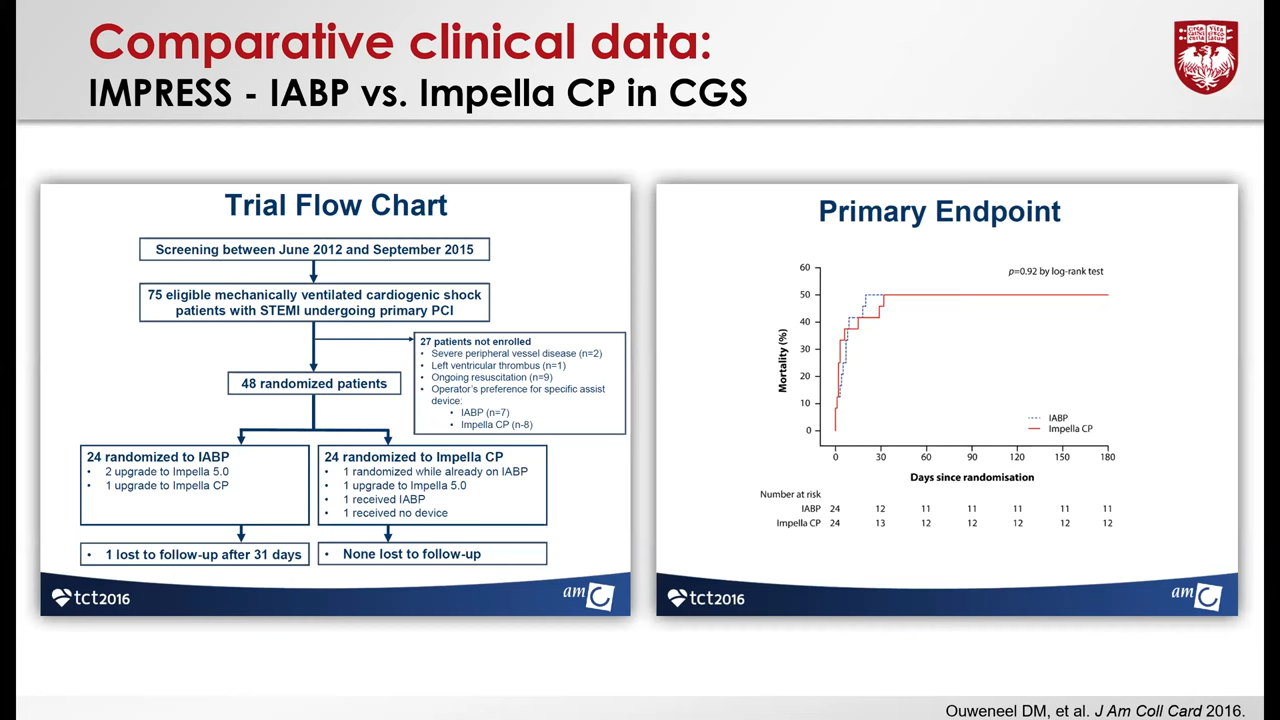 Comparative clinical data:
IMPRESS - IABP vs. Impella CP in CGS
Trial Flow Chart
Screening between June 2012 and September 2015
75 eligible mechanically ventilated cardiogenic shock
patients with STEMI undergoing primary PCI
27 patients not enrolled
• Severe peripheral vessel disease (n=2)
• Left ventricular thrombus (n=1)
• Ongoing resuscitation (n=9)
• Operator's preference for specific assist
device:
• IABP (n=7)
• Impella CP (n-8)
48 randomized patients
24 randomized to IABP
• 2 upgrade to Impella 5.0
• 1 upgrade to Impella CP
24 randomized to Impella CP
• 1 randomized while already on IABP
• 1 upgrade to Impella 5.0
• 1 received IABP
• 1 received no device
• 1 lost to follow-up after 31 days
• None lost to follow-up
tct2016
amC
Primary Endpoint
p=0.92 by log-rank test
Mortality (%)
60
50
40
30
20
10
0
IABP
Impella CP
0 30 60 90 120 150 180
Days since randomisation
Number at risk
IABP 24 12 11 11 11 11 11
Impella CP 24 13 12 12 12 12 12
tct2016
amC
Ouweneel DM, et al. J Am Coll Card 2016.